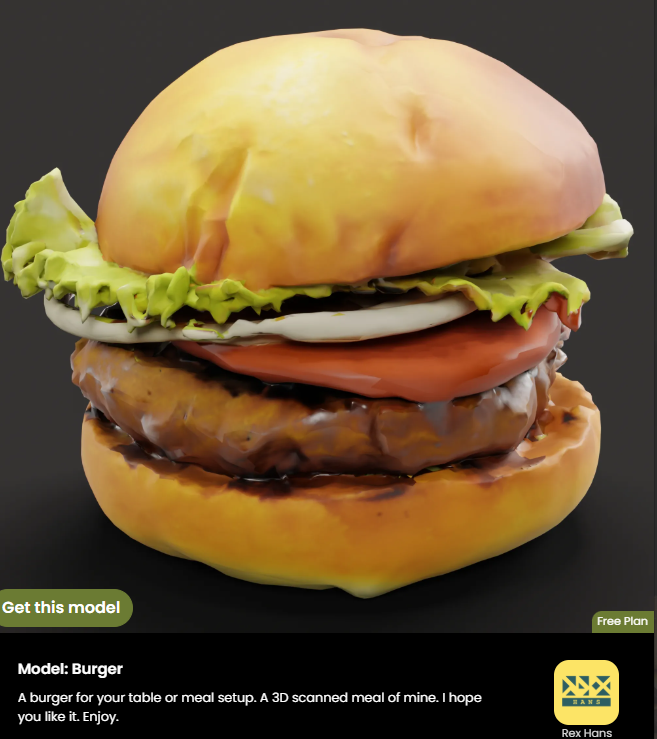 Get this model
Free Plan
Model: Burger
A burger for your table or meal setup. A 3D scanned meal of mine. I hope
you like it. Enjoy.
HANS
Rex Hans